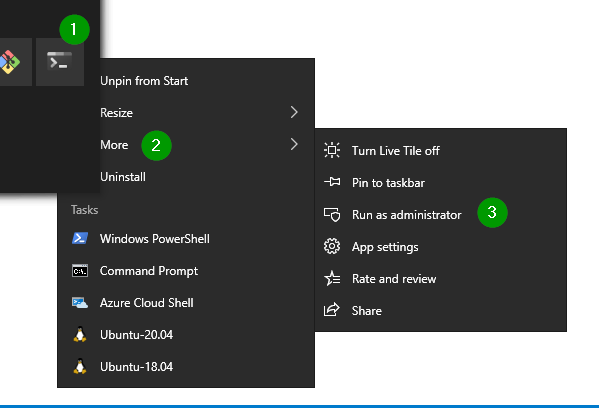 1
Unpin from Start
Resize
More 2
Uninstall
Tasks
Windows PowerShell
Command Prompt
Azure Cloud Shell
Ubuntu-20.04
Ubuntu-18.04
Turn Live Tile off
Pin to taskbar
Run as administrator 3
App settings
Rate and review
Share